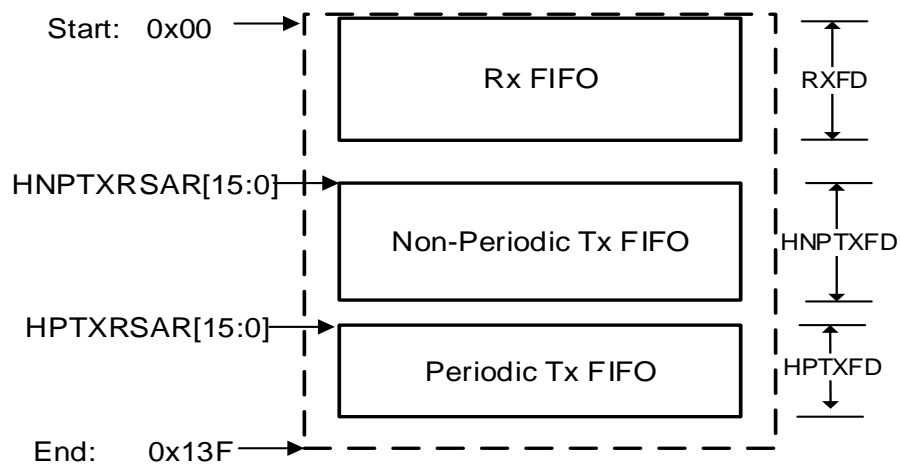 Start: 0x00
Rx FIFO
RXFD
HNPTXRSAR[15:0]
Non-Periodic Tx FIFO
HNPTXFD
HPTXRSAR[15:0]
Periodic Tx FIFO
HPTXFD
End: 0x13F